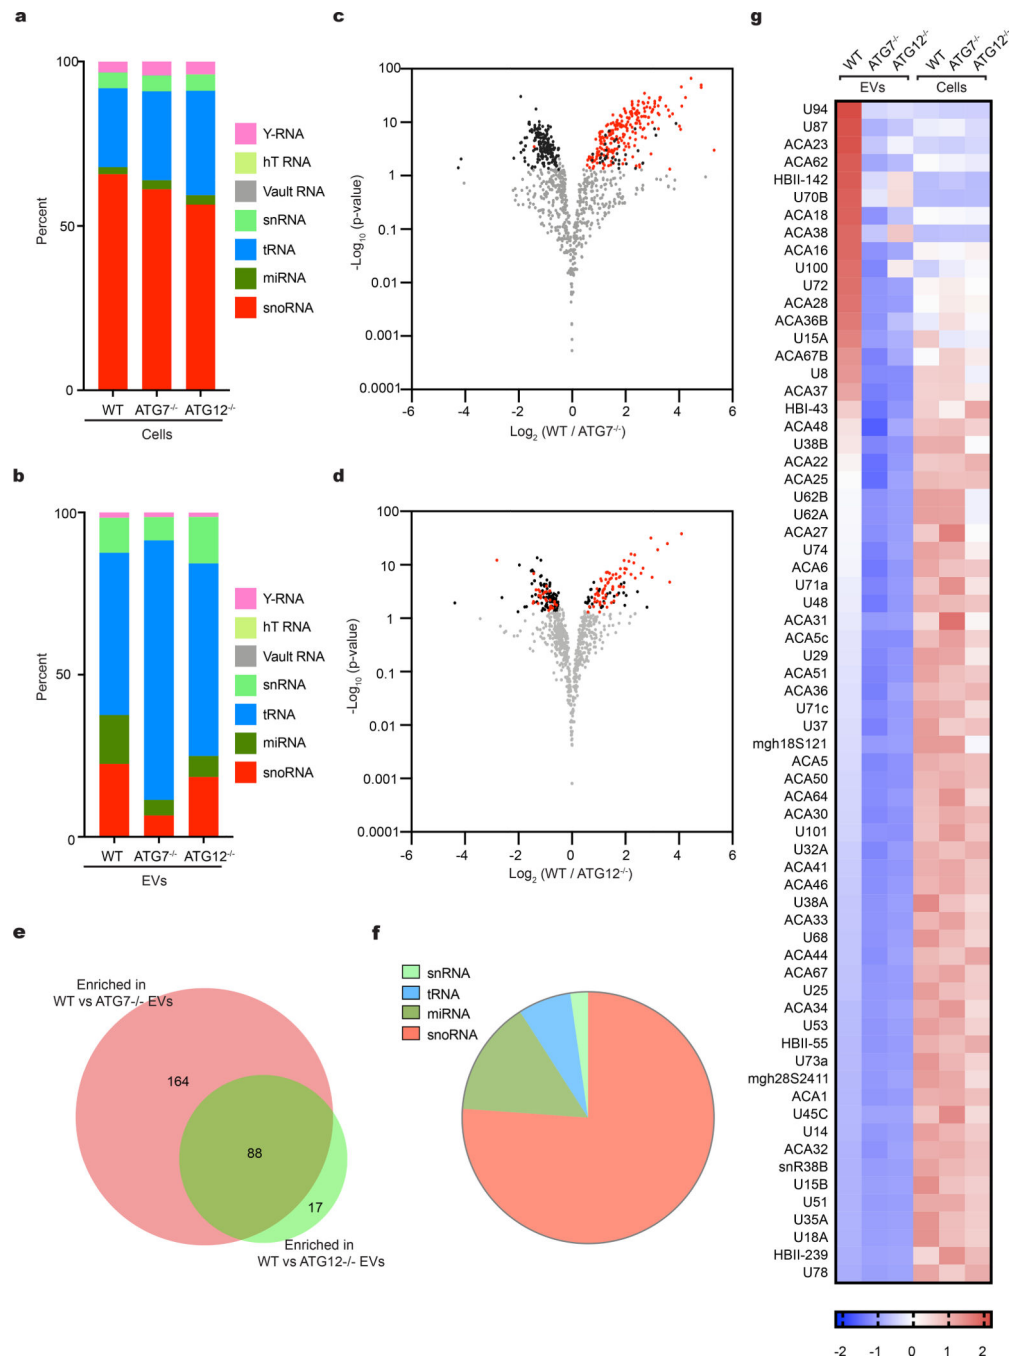 a
100
50
0
Percent
WT ATG7-/- ATG12-/-
Cells
Y-RNA
hT RNA
Vault RNA
snRNA
tRNA
miRNA
snoRNA
b
100
50
0
Percent
WT ATG7-/- ATG12-/-
EVs
Y-RNA
hT RNA
Vault RNA
snRNA
tRNA
miRNA
snoRNA
c
100
10
1
0.1
0.01
0.001
0.0001
-Log10 (p-value)
-6 -4 -2 0 2 4 6
Log2 (WT / ATG7-/-)
d
100
10
1
0.1
0.01
0.001
0.0001
-Log10 (p-value)
-6 -4 -2 0 2 4 6
Log2 (WT / ATG12-/-)
e
Enriched in
WT vs ATG7-/- EVs
164
88
17
Enriched in
WT vs ATG12-/- EVs
f
snRNA
tRNA
miRNA
snoRNA
g
WT ATG7-/- ATG12-/- WT ATG7-/- ATG12-/-
EVs Cells
U94
U87
ACA23
ACA62
HBII-142
U70B
ACA18
ACA38
ACA16
U100
U72
ACA28
ACA36B
U15A
ACA67B
U8
ACA37
HBI-43
ACA48
U38B
ACA22
ACA25
U62B
U62A
ACA27
U74
ACA6
U71a
U48
ACA31
ACA5c
U29
ACA51
ACA36
U71c
U37
mgh18S121
ACA5
ACA50
ACA64
ACA30
U101
U32A
ACA41
ACA46
U38A
ACA33
U68
ACA44
ACA67
U25
ACA34
U53
HBII-55
U73a
mgh28S2411
ACA1
U45C
U14
ACA32
snR38B
U15B
U51
U35A
U18A
HBII-239
U78
-2 -1 0 1 2